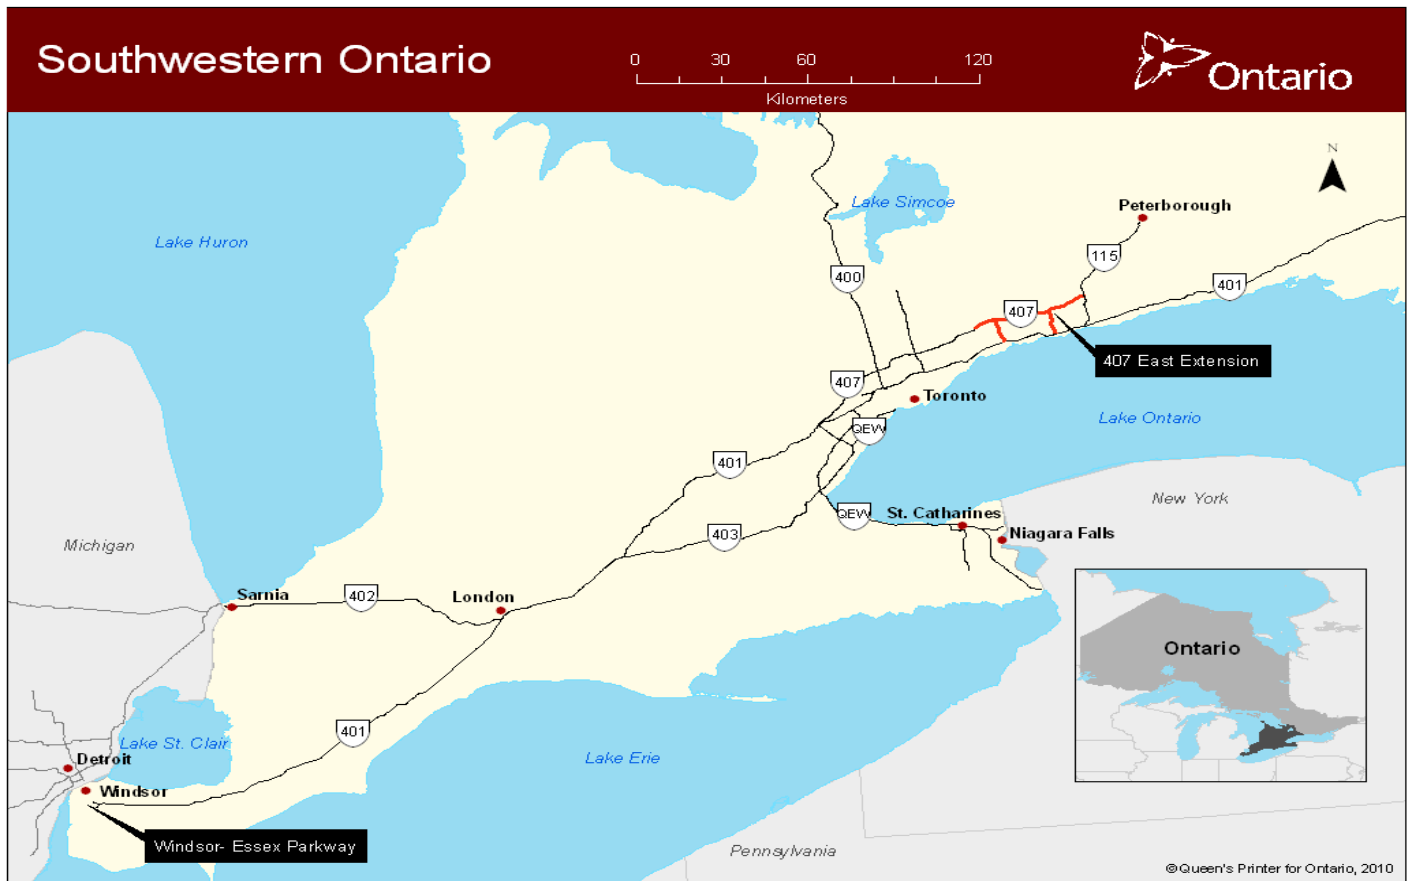 Southwestern Ontario
0 30 60 120
Kilometers
Ontario
N
Lake Simcoe
Peterborough
Lake Huron
115
400
401
407
407 East Extension
407
Toronto
Lake Ontario
QEW
401
New York
QEW
St. Catharines
403
Niagara Falls
Michigan
Sarnia
402
London
Ontario
401
Lake St. Clair
Detroit
Lake Erie
Windsor
Windsor- Essex Parkway
Pennsylvania
©Queen's Printer for Ontario, 2010